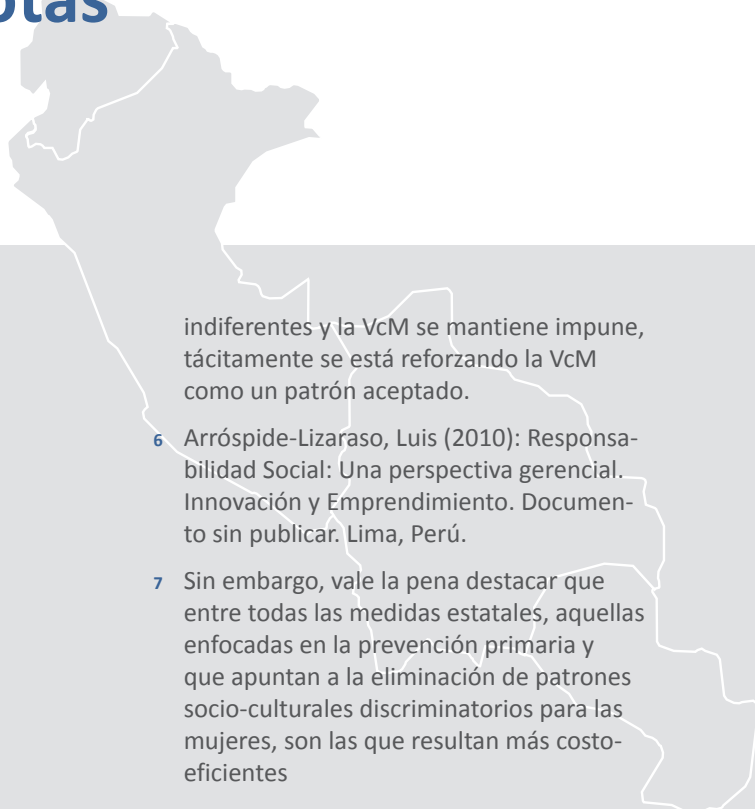 indiferentes y la VcM se mantiene impune,
tácitamente se está reforzando la VcM
como un patrón aceptado.
6 Arróspide-Lizaraso, Luis (2010): Responsa-
bilidad Social: Una perspectiva gerencial.
Innovación y Emprendimiento. Documen-
to sin publicar. Lima, Perú.
7 Sin embargo, vale la pena destacar que
entre todas las medidas estatales, aquellas
enfocadas en la prevención primaria y
que apuntan a la eliminación de patrones
socio-culturales discriminatorios para las
mujeres, son las que resultan más costo-
eficientes